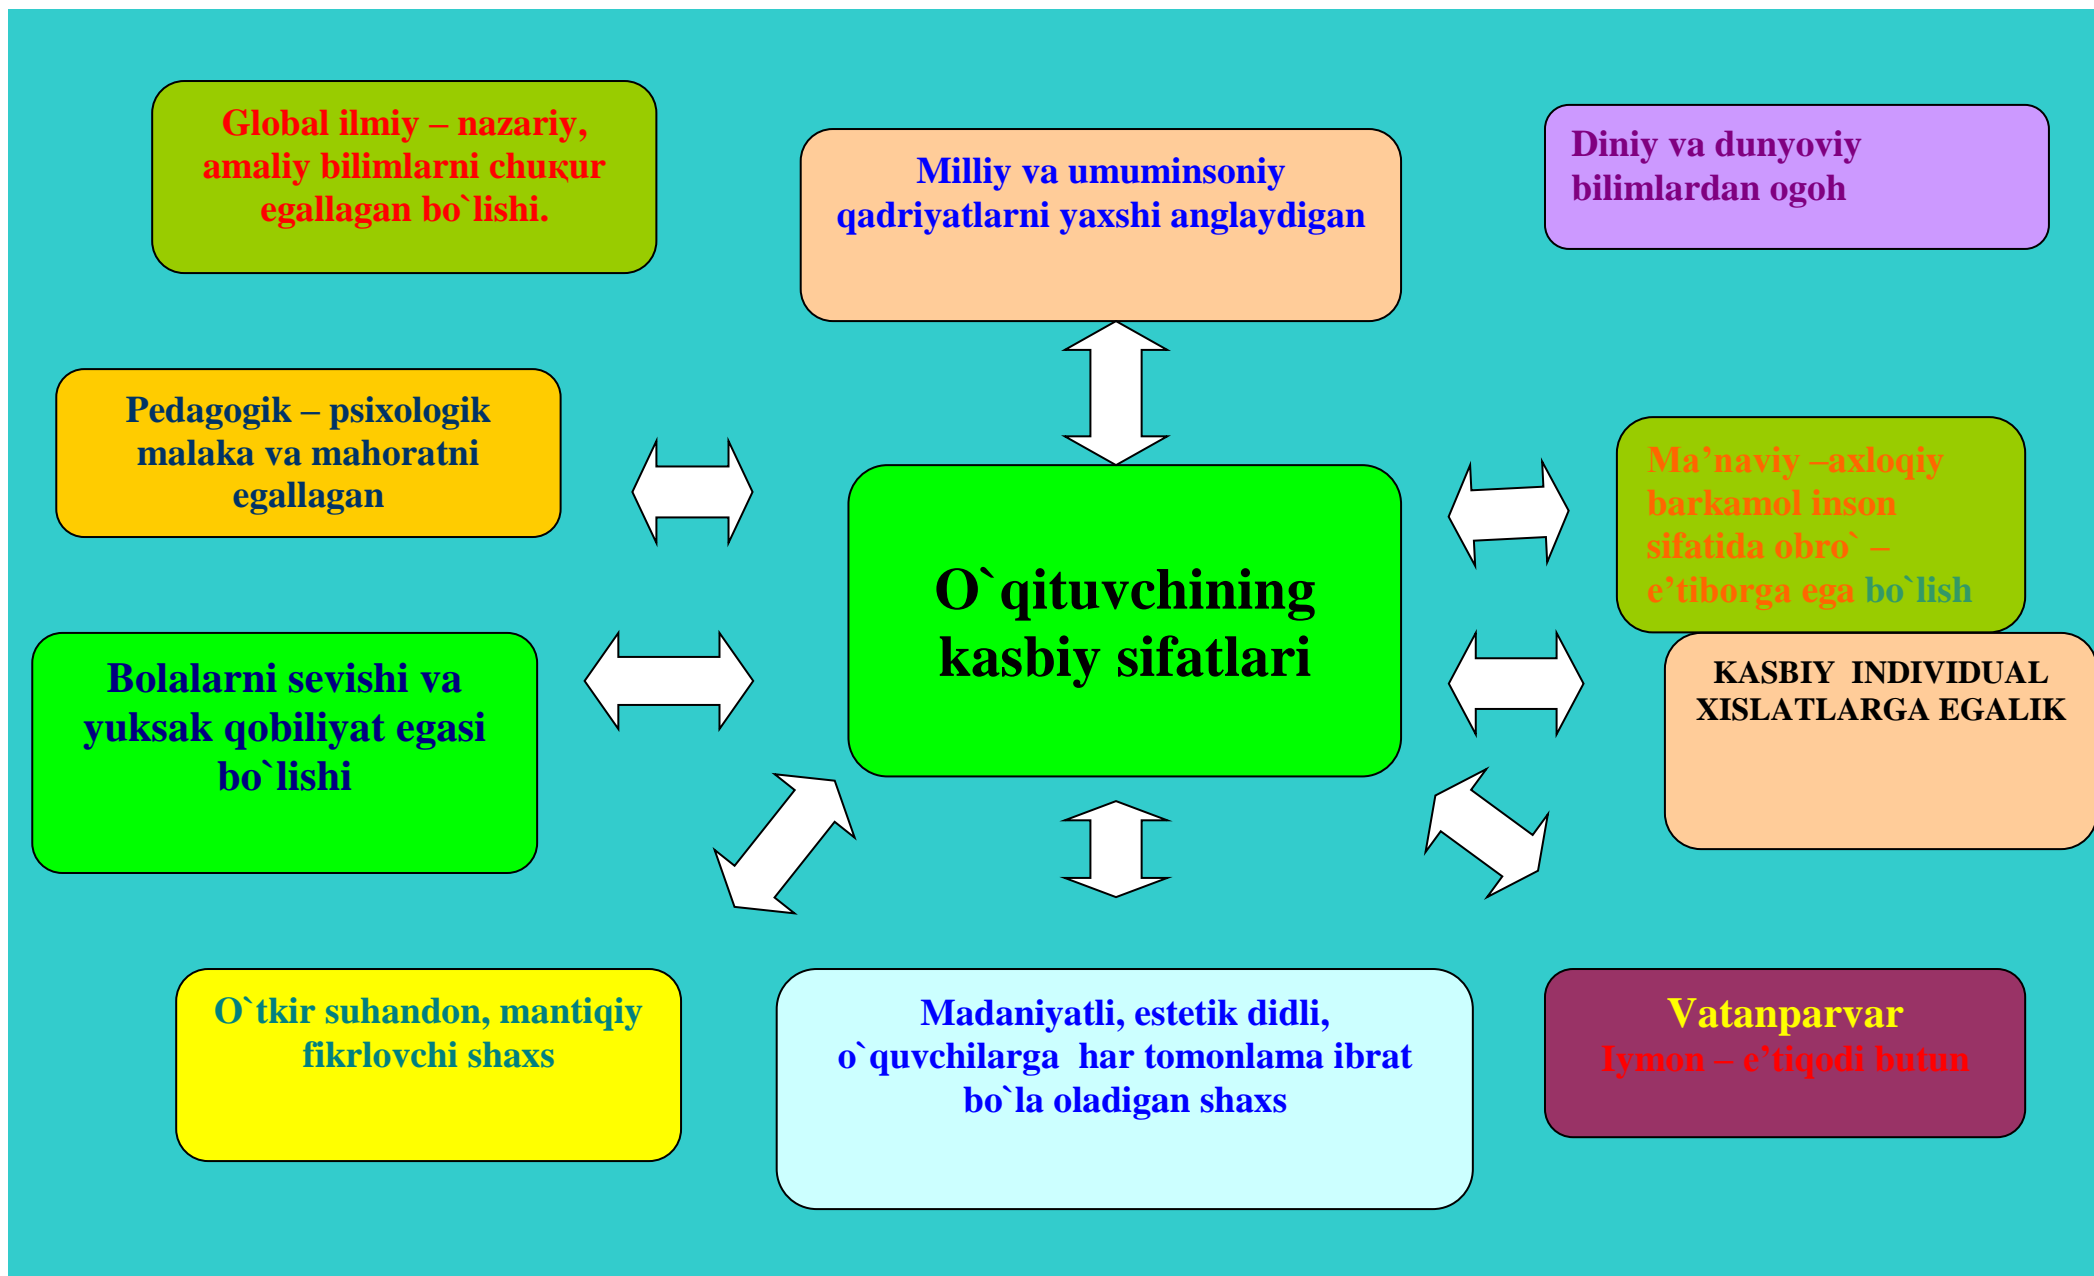 Global ilmiy – nazariy,
amaliy bilimlarni chuқur
egallagan bo`lishi.
Milliy va umuminsoniy
qadriyatlarni yaxshi anglaydigan
Diniy va dunyoviy
bilimlardan ogoh
Pedagogik – psixologik
malaka va mahoratni
egallagan
O`qituvchining
kasbiy sifatlari
Ma’naviy –axloqiy
barkamol inson
sifatida obro` –
e’tiborga ega bo`lish
Bolalarni sevishi va
yuksak qobiliyat egasi
bo`lishi
KASBIY  INDIVIDUAL
XISLATLARGA EGALIK
O`tkir suhandon, mantiqiy
fikrlovchi shaxs
Madaniyatli, estetik didli,
o`quvchilarga  har tomonlama ibrat
bo`la oladigan shaxs
Vatanparvar
Iymon – e’tiqodi butun